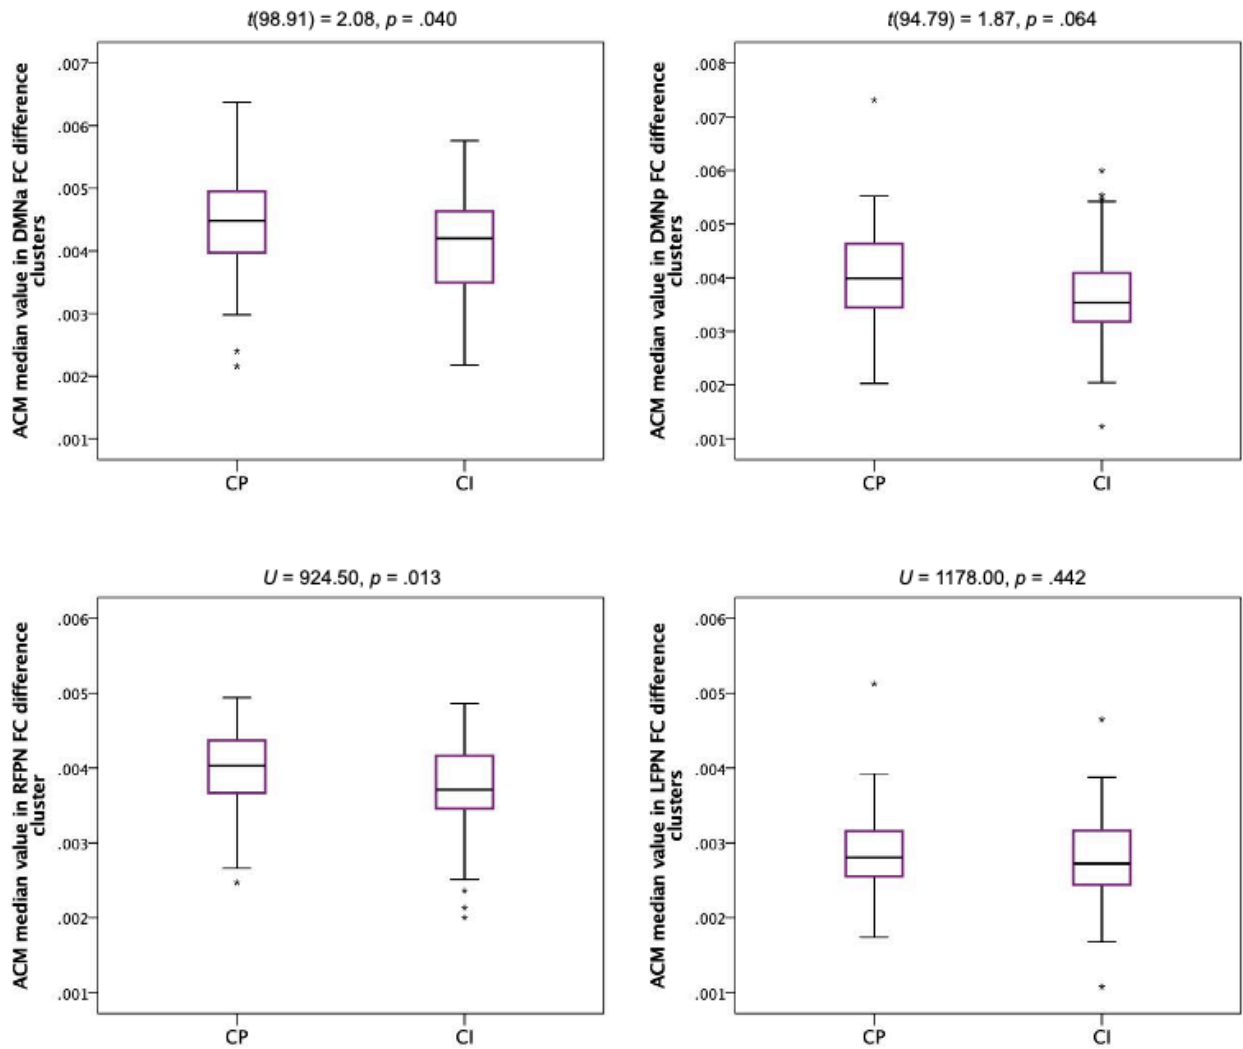 t(98.91) = 2.08, p = .040
ACM median value in DMNa FC difference
clusters
.007
.006
.005
.004
.003
.002
.001
*
*
CP
CI
t(94.79) = 1.87, p = .064
ACM median value in DMNp FC difference
clusters
.008
.007
.006
.005
.004
.003
.002
.001
*
*
*
*
CP
CI
U = 924.50, p = .013
ACM median value in RFPN FC difference
cluster
.006
.005
.004
.003
.002
.001
*
*
*
*
CP
CI
U = 1178.00, p = .442
ACM median value in LFPN FC difference
clusters
.006
.005
.004
.003
.002
.001
*
*
*
CP
CI